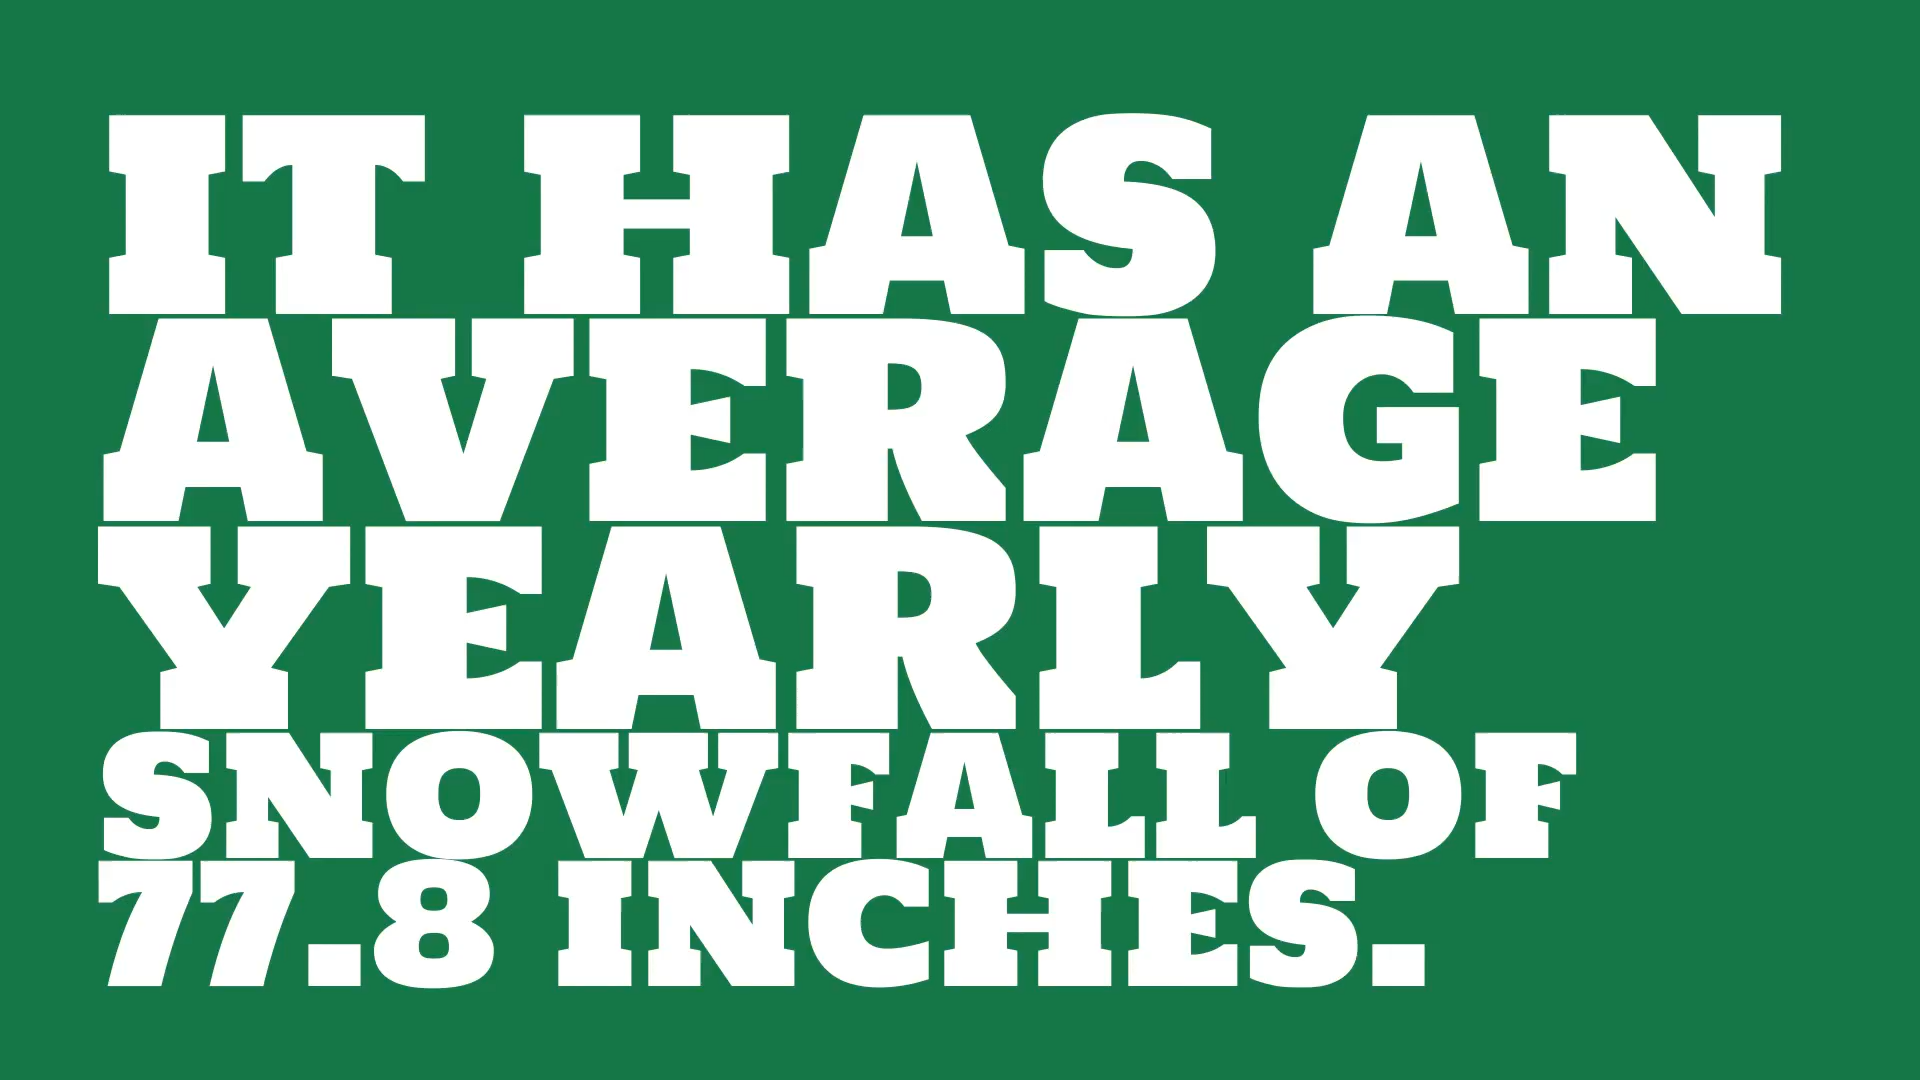 IT HAS AN
AVERAGE
YEARLY
SNOWFALL OF
77.8 INCHES.